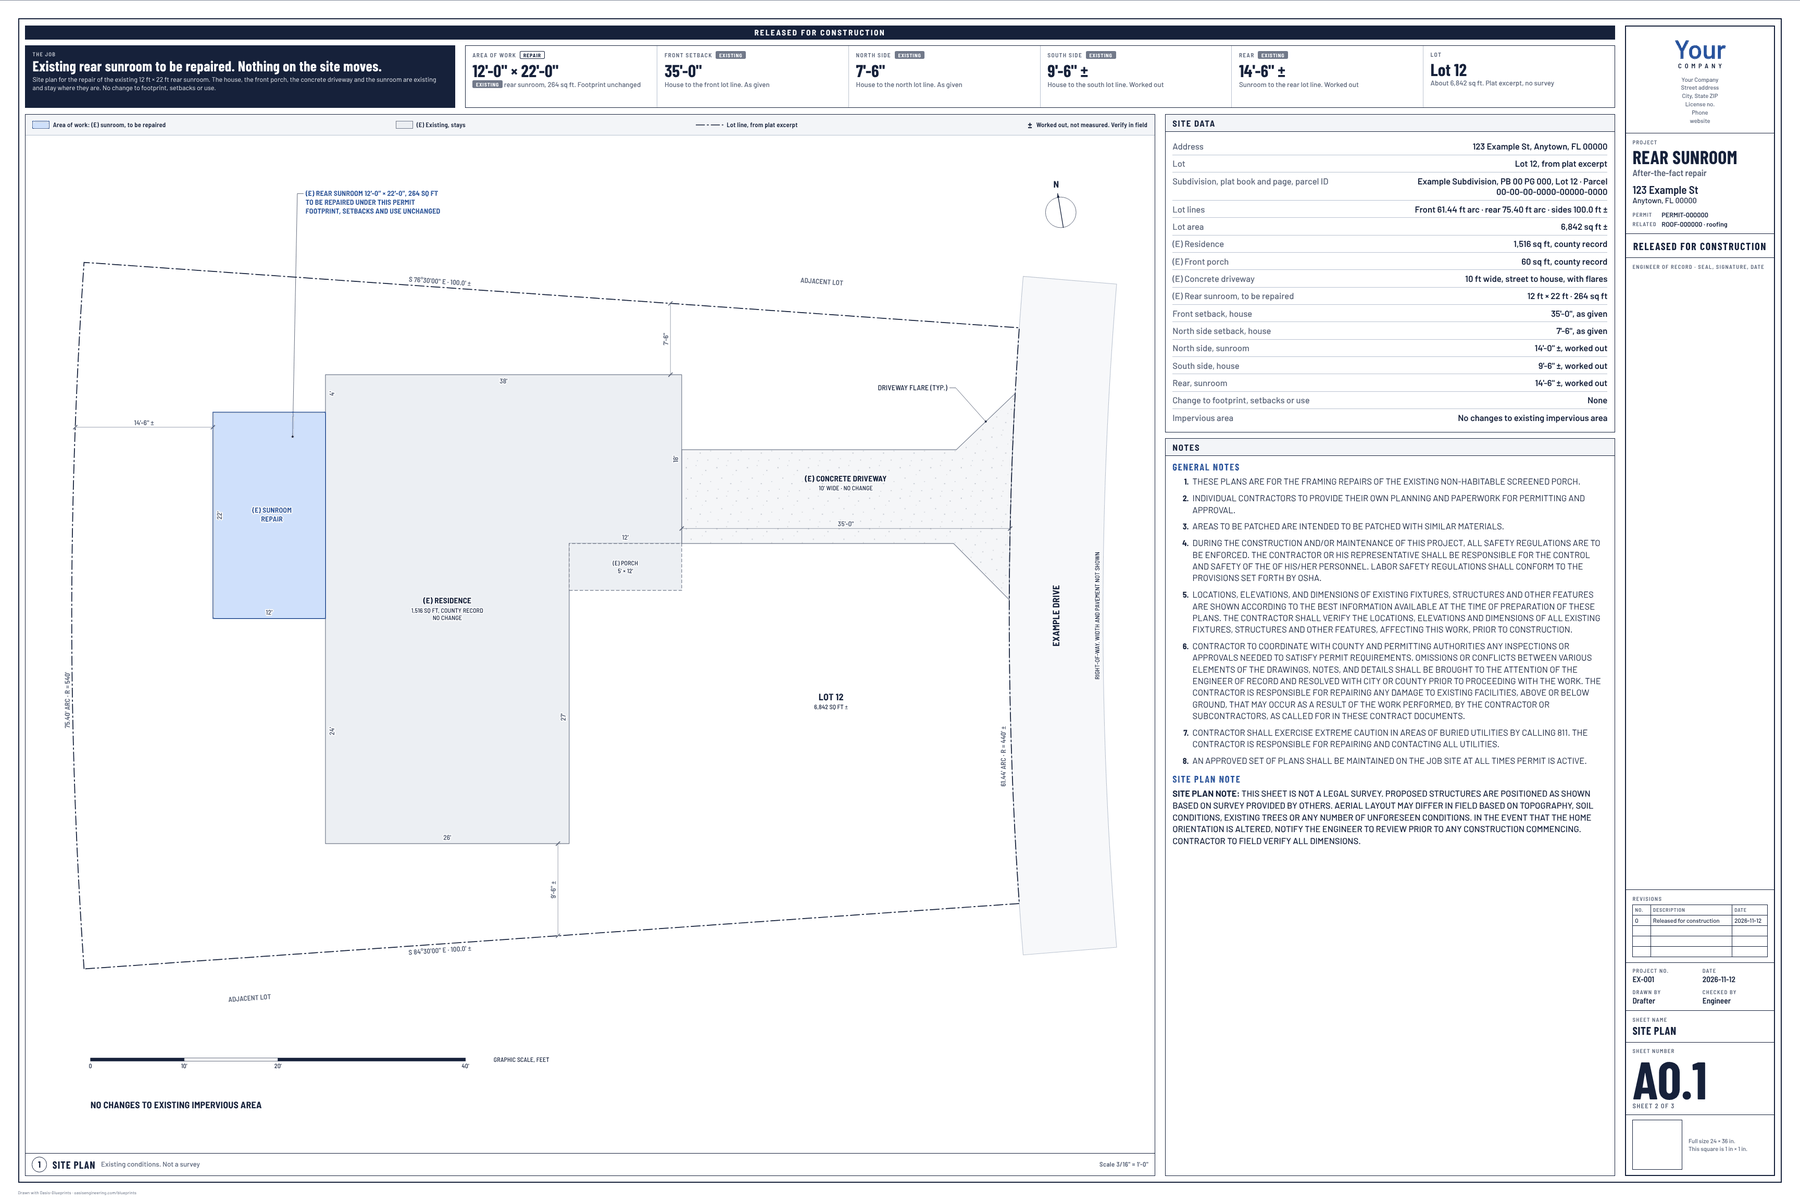 RELEASED FOR CONSTRUCTION
THE JOB
Existing rear sunroom to be repaired. Nothing on the site moves.
Site plan for the repair of the existing 12 ft × 22 ft rear sunroom. The house, the front porch, the concrete driveway and the sunroom are existing
and stay where they are. No change to footprint, setbacks or use.
AREA OF WORK REPAIR
12'-0" × 22'-0"
EXISTING rear sunroom, 264 sq ft. Footprint unchanged
FRONT SETBACK EXISTING
35'-0"
House to the front lot line. As given
NORTH SIDE EXISTING
7'-6"
House to the north lot line. As given
SOUTH SIDE EXISTING
9'-6" ±
House to the south lot line. Worked out
REAR EXISTING
14'-6" ±
Sunroom to the rear lot line. Worked out
LOT
Lot 12
About 6,842 sq ft. Plat excerpt, no survey
Area of work: (E) sunroom, to be repaired
(E) Existing, stays
Lot line, from plat excerpt
± Worked out, not measured. Verify in field
(E) REAR SUNROOM 12'-0" × 22'-0", 264 SQ FT
TO BE REPAIRED UNDER THIS PERMIT
FOOTPRINT, SETBACKS AND USE UNCHANGED
N
S 76°30'00" E · 100.0' ±
ADJACENT LOT
7'-6"
38'
4'
DRIVEWAY FLARE (TYP.)
14'-6" ±
18'
(E) CONCRETE DRIVEWAY
10' WIDE · NO CHANGE
(E) SUNROOM
REPAIR
22'
12'
35'-0"
12'
(E) PORCH
5' × 12'
(E) RESIDENCE
1,516 SQ FT, COUNTY RECORD
NO CHANGE
EXAMPLE DRIVE
RIGHT-OF-WAY, WIDTH AND PAVEMENT NOT SHOWN
75.40' ARC · R = 540'
24'
27'
LOT 12
6,842 SQ FT ±
61.44' ARC · R = 440' ±
26'
9'-6" ±
S 84°30'00" E · 100.0' ±
ADJACENT LOT
0
10'
20'
40'
GRAPHIC SCALE, FEET
NO CHANGES TO EXISTING IMPERVIOUS AREA
1 SITE PLAN Existing conditions. Not a survey
Scale 3/16" = 1'-0"
SITE DATA
Address 123 Example St, Anytown, FL 00000
Lot Lot 12, from plat excerpt
Subdivision, plat book and page, parcel ID Example Subdivision, PB 00 PG 000, Lot 12 · Parcel
00-00-00-0000-00000-0000
Lot lines Front 61.44 ft arc · rear 75.40 ft arc · sides 100.0 ft ±
Lot area 6,842 sq ft ±
(E) Residence 1,516 sq ft, county record
(E) Front porch 60 sq ft, county record
(E) Concrete driveway 10 ft wide, street to house, with flares
(E) Rear sunroom, to be repaired 12 ft × 22 ft · 264 sq ft
Front setback, house 35'-0", as given
North side setback, house 7'-6", as given
North side, sunroom 14'-0" ±, worked out
South side, house 9'-6" ±, worked out
Rear, sunroom 14'-6" ±, worked out
Change to footprint, setbacks or use None
Impervious area No changes to existing impervious area
NOTES
GENERAL NOTES
1. THESE PLANS ARE FOR THE FRAMING REPAIRS OF THE EXISTING NON-HABITABLE SCREENED PORCH.
2. INDIVIDUAL CONTRACTORS TO PROVIDE THEIR OWN PLANNING AND PAPERWORK FOR PERMITTING AND
APPROVAL.
3. AREAS TO BE PATCHED ARE INTENDED TO BE PATCHED WITH SIMILAR MATERIALS.
4. DURING THE CONSTRUCTION AND/OR MAINTENANCE OF THIS PROJECT, ALL SAFETY REGULATIONS ARE TO
BE ENFORCED. THE CONTRACTOR OR HIS REPRESENTATIVE SHALL BE RESPONSIBLE FOR THE CONTROL
AND SAFETY OF THE OF HIS/HER PERSONNEL. LABOR SAFETY REGULATIONS SHALL CONFORM TO THE
PROVISIONS SET FORTH BY OSHA.
5. LOCATIONS, ELEVATIONS, AND DIMENSIONS OF EXISTING FIXTURES, STRUCTURES AND OTHER FEATURES
ARE SHOWN ACCORDING TO THE BEST INFORMATION AVAILABLE AT THE TIME OF PREPARATION OF THESE
PLANS. THE CONTRACTOR SHALL VERIFY THE LOCATIONS, ELEVATIONS AND DIMENSIONS OF ALL EXISTING
FIXTURES, STRUCTURES AND OTHER FEATURES, AFFECTING THIS WORK, PRIOR TO CONSTRUCTION.
6. CONTRACTOR TO COORDINATE WITH COUNTY AND PERMITTING AUTHORITIES ANY INSPECTIONS OR
APPROVALS NEEDED TO SATISFY PERMIT REQUIREMENTS. OMISSIONS OR CONFLICTS BETWEEN VARIOUS
ELEMENTS OF THE DRAWINGS, NOTES, AND DETAILS SHALL BE BROUGHT TO THE ATTENTION OF THE
ENGINEER OF RECORD AND RESOLVED WITH CITY OR COUNTY PRIOR TO PROCEEDING WITH THE WORK. THE
CONTRACTOR IS RESPONSIBLE FOR REPAIRING ANY DAMAGE TO EXISTING FACILITIES, ABOVE OR BELOW
GROUND, THAT MAY OCCUR AS A RESULT OF THE WORK PERFORMED, BY THE CONTRACTOR OR
SUBCONTRACTORS, AS CALLED FOR IN THESE CONTRACT DOCUMENTS.
7. CONTRACTOR SHALL EXERCISE EXTREME CAUTION IN AREAS OF BURIED UTILITIES BY CALLING 811. THE
CONTRACTOR IS RESPONSIBLE FOR REPAIRING AND CONTACTING ALL UTILITIES.
8. AN APPROVED SET OF PLANS SHALL BE MAINTAINED ON THE JOB SITE AT ALL TIMES PERMIT IS ACTIVE.
SITE PLAN NOTE
SITE PLAN NOTE: THIS SHEET IS NOT A LEGAL SURVEY. PROPOSED STRUCTURES ARE POSITIONED AS SHOWN
BASED ON SURVEY PROVIDED BY OTHERS. AERIAL LAYOUT MAY DIFFER IN FIELD BASED ON TOPOGRAPHY, SOIL
CONDITIONS, EXISTING TREES OR ANY NUMBER OF UNFORESEEN CONDITIONS. IN THE EVENT THAT THE HOME
ORIENTATION IS ALTERED, NOTIFY THE ENGINEER TO REVIEW PRIOR TO ANY CONSTRUCTION COMMENCING.
CONTRACTOR TO FIELD VERIFY ALL DIMENSIONS.
Your
COMPANY
Your Company
Street address
City, State ZIP
License no.
Phone
website
PROJECT
REAR SUNROOM
After-the-fact repair
123 Example St
Anytown, FL 00000
PERMIT PERMIT-000000
RELATED ROOF-000000 · roofing
RELEASED FOR CONSTRUCTION
ENGINEER OF RECORD · SEAL, SIGNATURE, DATE
REVISIONS
NO. DESCRIPTION DATE
0 Released for construction 2026-11-12
PROJECT NO. DATE
EX-001 2026-11-12
DRAWN BY CHECKED BY
Drafter Engineer
SHEET NAME
SITE PLAN
SHEET NUMBER
A0.1
SHEET 2 OF 3
Full size 24 × 36 in.
This square is 1 in × 1 in.